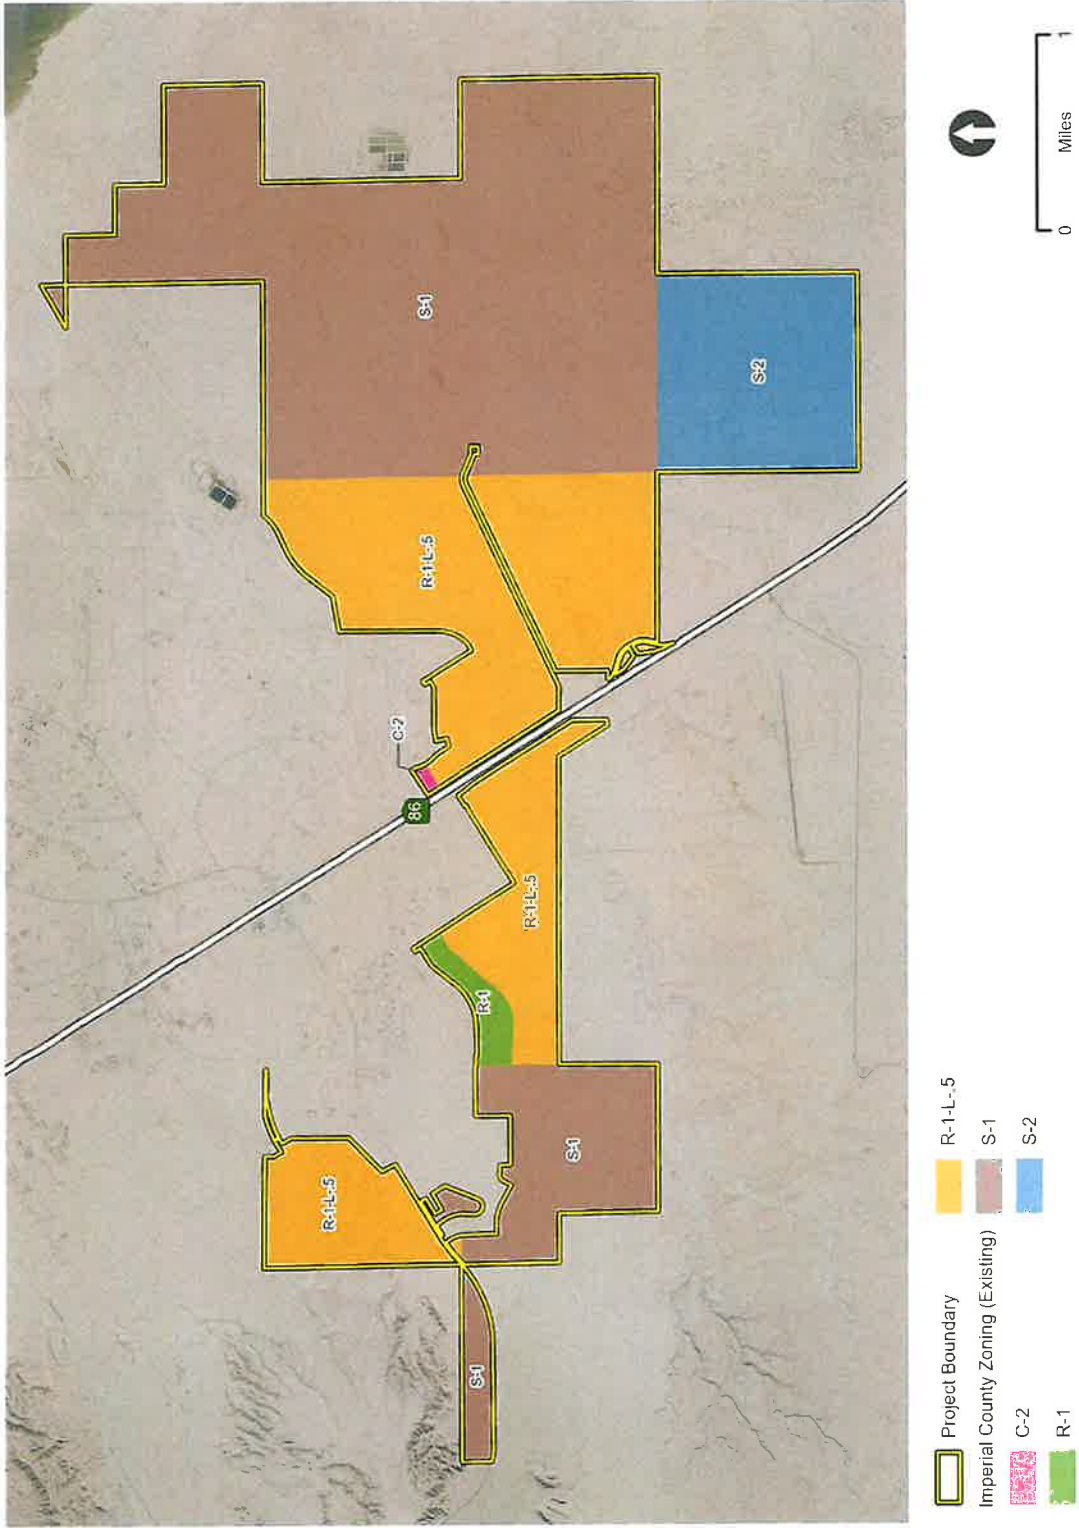 S-1
S-2
R-1-L-.5
C-2
86
R-1-L-.5
R-1
R-1-L-.5
S-1
S-1
Project Boundary
Imperial County Zoning (Existing)
C-2
R-1
R-1-L-.5
S-1
S-2
0 Miles 1